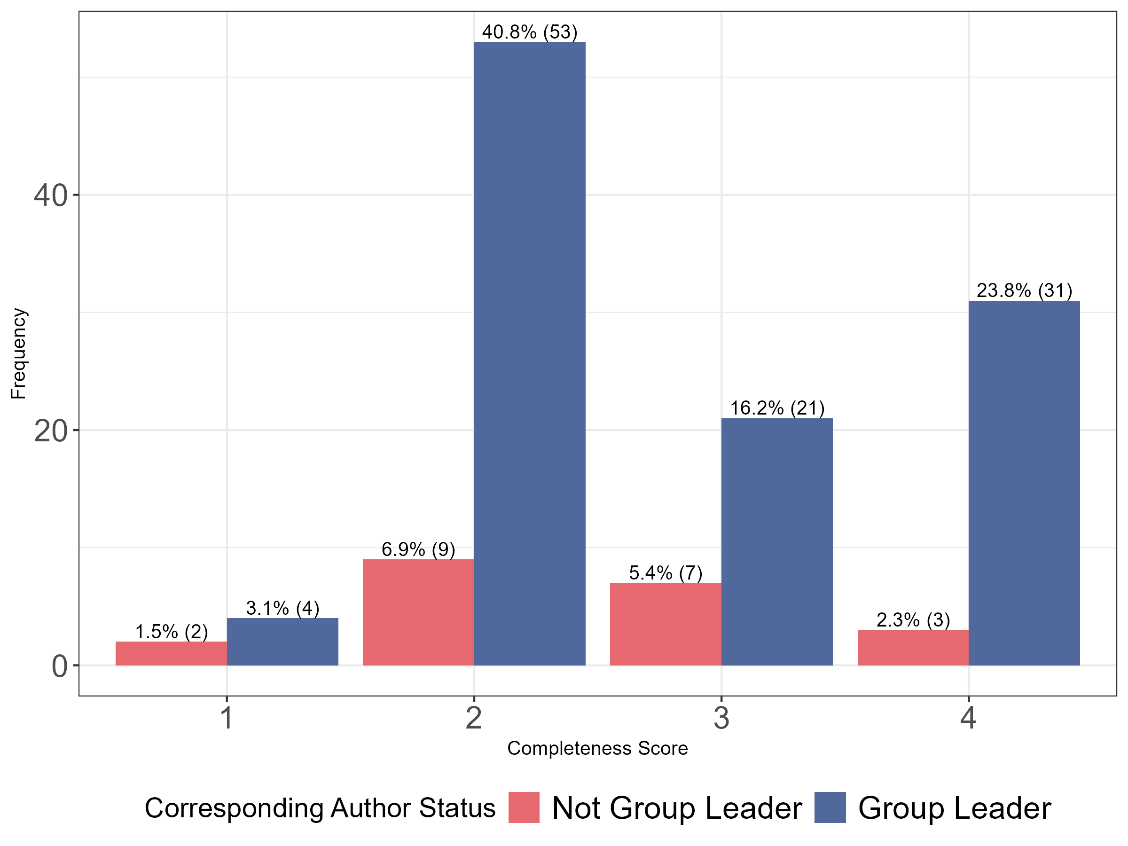 40.8% (53)
40
23.8% (31)
Frequency
16.2% (21)
20
6.9% (9)
5.4% (7)
3.1% (4)
2.3% (3)
1.5% (2)
0
1 2 3 4
Completeness Score
Corresponding Author Status Not Group Leader Group Leader